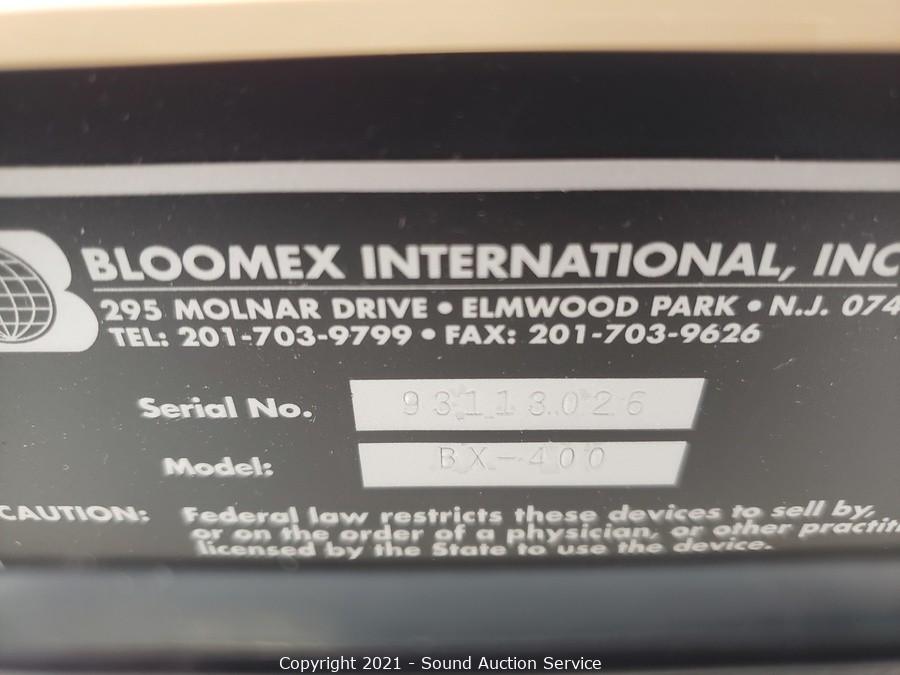 BLOOMEX INTERNATIONAL, INC
295 MOLNAR DRIVE • ELMWOOD PARK • N.J. 074
TEL: 201-703-9799 • FAX: 201-703-9626
Serial No. 93113026
Model: BX-400
CAUTION: Federal law restricts these devices to sell by,
or on the order of a physician, or other practiti
licensed by the State to use the device.
Copyright 2021 - Sound Auction Service